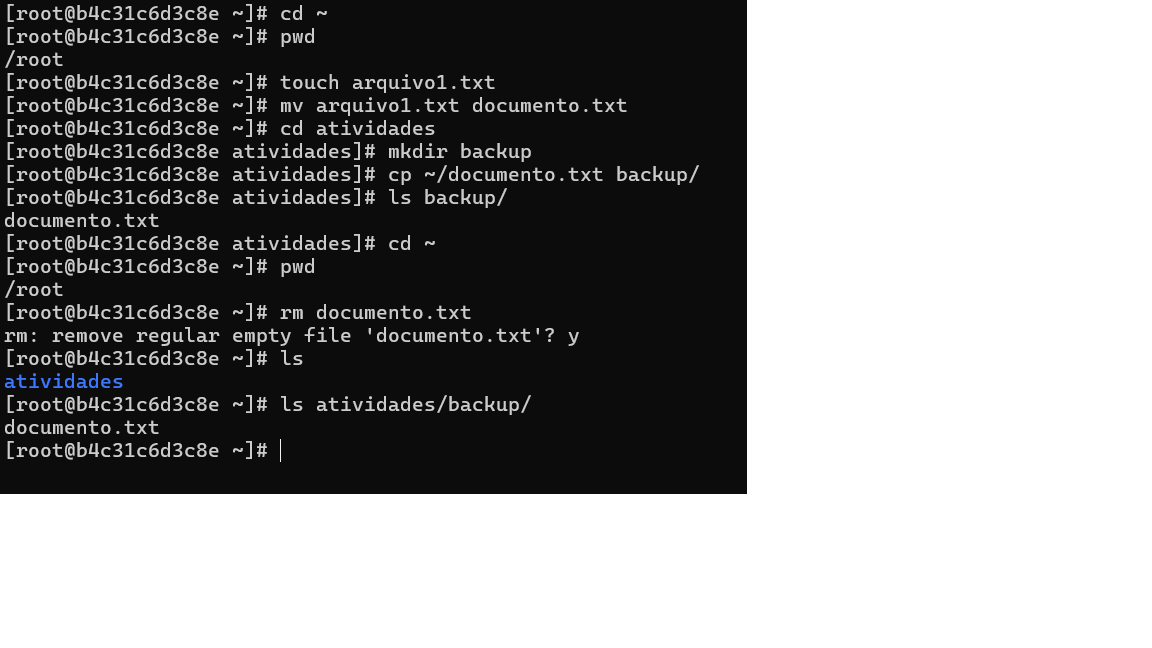 [root@b4c31c6d3c8e ~]# cd ~
[root@b4c31c6d3c8e ~]# pwd
/root
[root@b4c31c6d3c8e ~]# touch arquivo1.txt
[root@b4c31c6d3c8e ~]# mv arquivo1.txt documento.txt
[root@b4c31c6d3c8e ~]# cd atividades
[root@b4c31c6d3c8e atividades]# mkdir backup
[root@b4c31c6d3c8e atividades]# cp ~/documento.txt backup/
[root@b4c31c6d3c8e atividades]# ls backup/
documento.txt
[root@b4c31c6d3c8e atividades]# cd ~
[root@b4c31c6d3c8e ~]# pwd
/root
[root@b4c31c6d3c8e ~]# rm documento.txt
rm: remove regular empty file 'documento.txt'? y
[root@b4c31c6d3c8e ~]# ls
atividades
[root@b4c31c6d3c8e ~]# ls atividades/backup/
documento.txt
[root@b4c31c6d3c8e ~]#